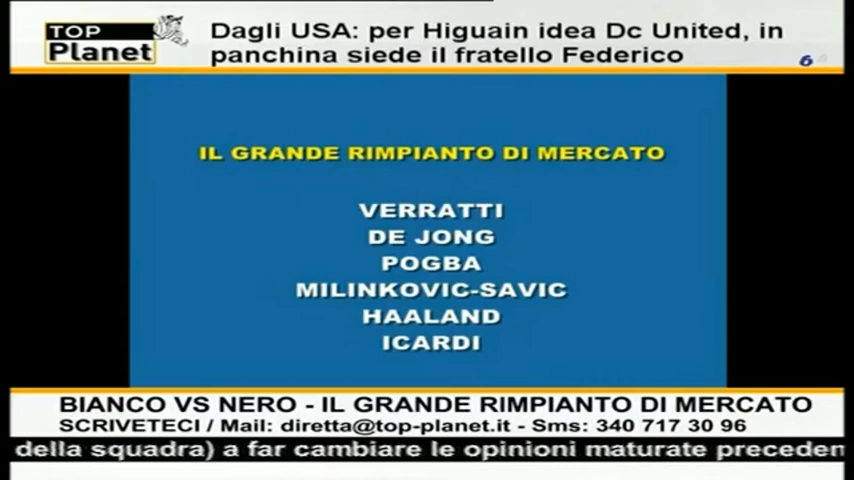 TOP
Planet
Dagli USA: per Higuain idea Dc United, in
panchina siede il fratello Federico
6
IL GRANDE RIMPIANTO DI MERCATO
VERRATTI
DE JONG
POGBA
MILINKOVIC-SAVIC
HAALAND
ICARDI
BIANCO VS NERO - IL GRANDE RIMPIANTO DI MERCATO
SCRIVETECI / Mail: diretta@top-planet.it - Sms: 340 717 30 96
della squadra) a far cambiare le opinioni maturate preceden